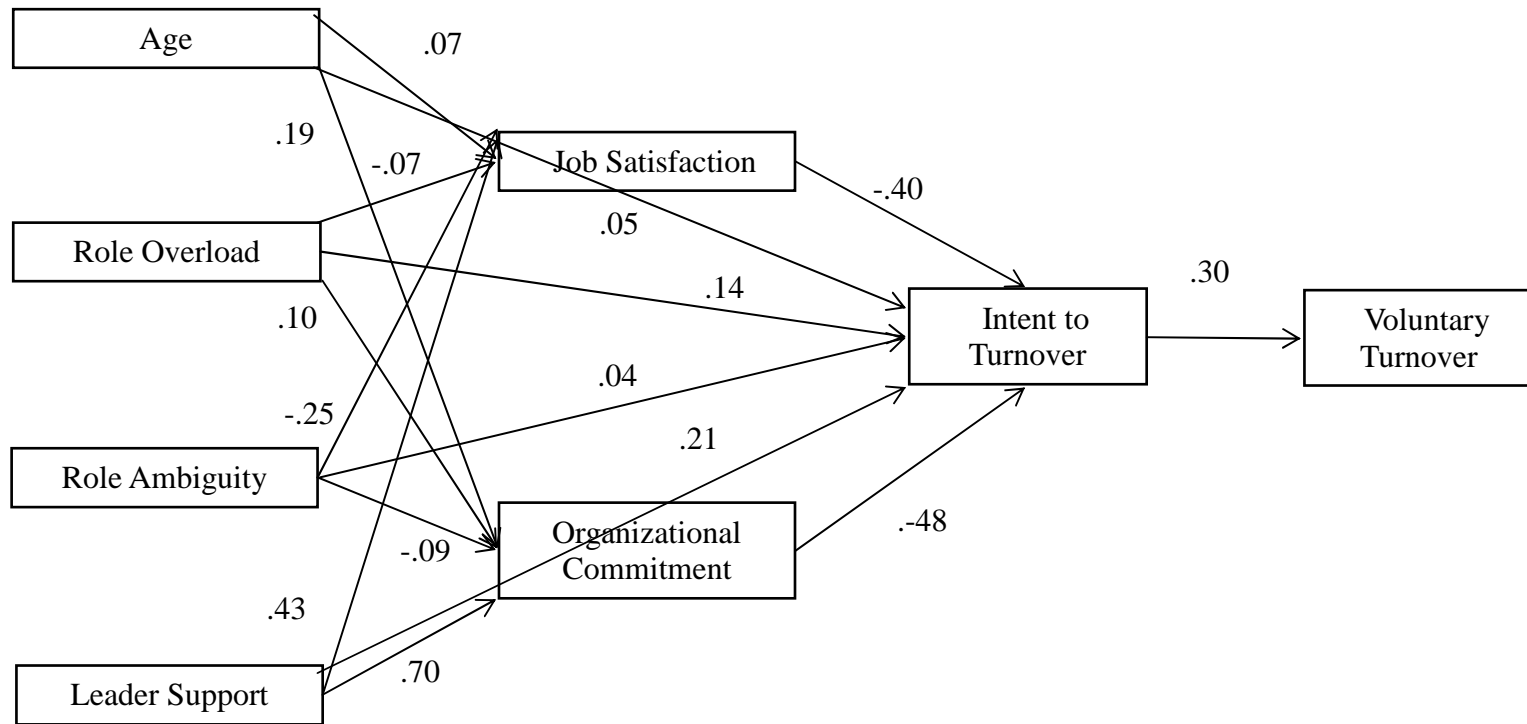 Age
.07
.19
Job Satisfaction
-.07
-.40
.05
Role Overload
.14
.30
.10
Intent to
Turnover
Voluntary
Turnover
.04
-.25
.21
Role Ambiguity
-.09
Organizational
Commitment
.-48
.43
.70
Leader Support